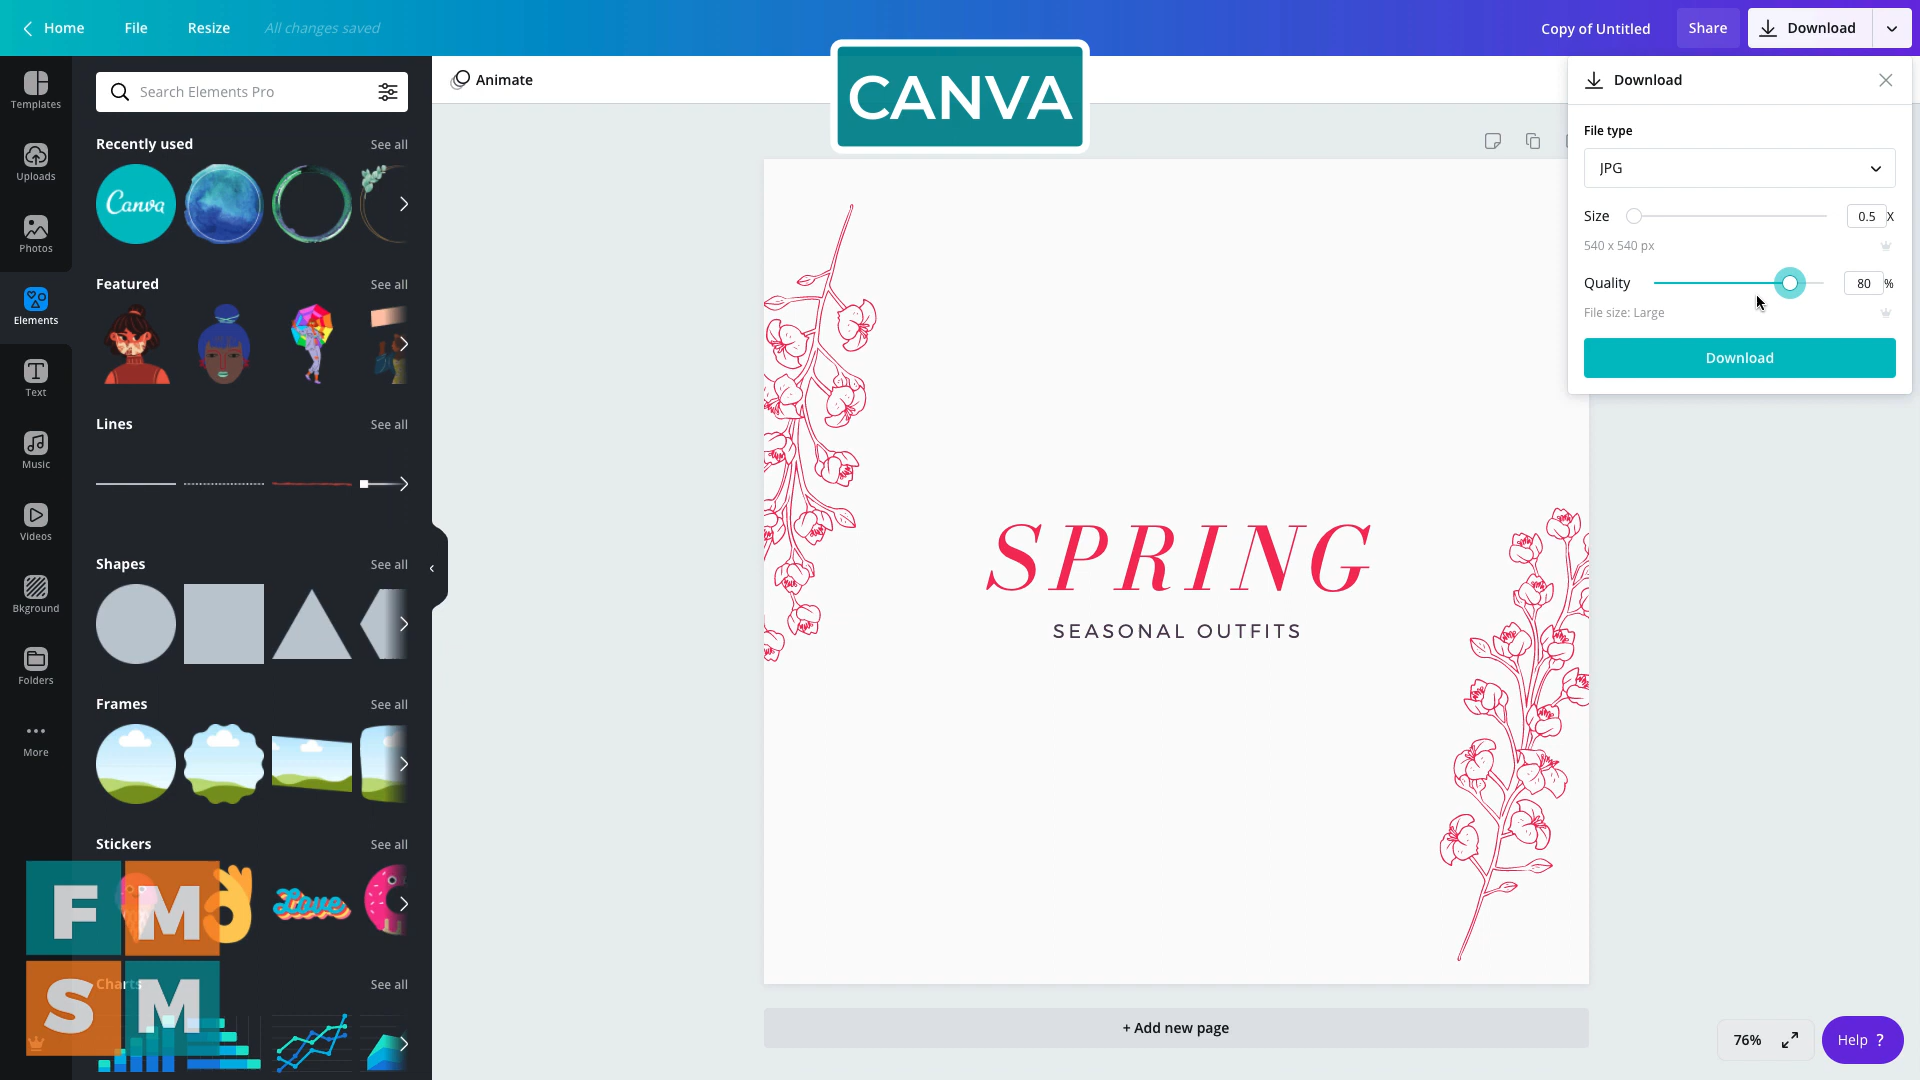 Home
File
Resize
All changes saved
Copy of Untitled
Share
Download
Templates
Uploads
Photos
Elements
Text
Music
Videos
Bkground
Folders
More
Search Elements Pro
Recently used
See all
Canva
Featured
See all
Lines
See all
Shapes
See all
Frames
See all
Stickers
See all
Love
Charts
See all
F M
S M
Animate
CANVA
SPRING
SEASONAL OUTFITS
+ Add new page
Download
File type
JPG
Size
0.5 X
540 x 540 px
Quality
80 %
File size: Large
Download
76%
Help ?